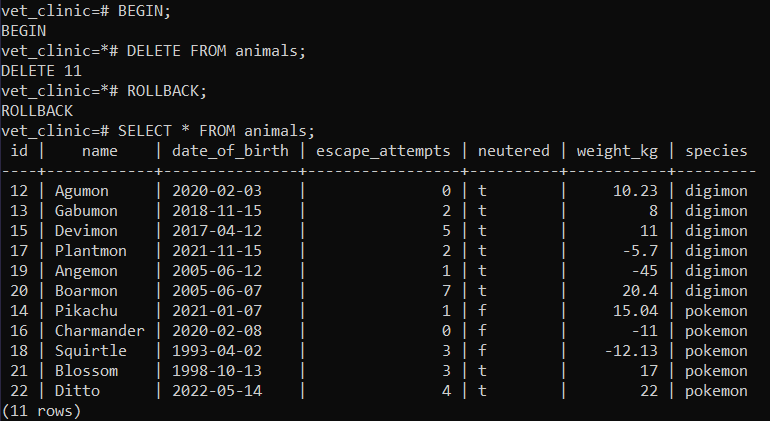 vet_clinic=# BEGIN;
BEGIN
vet_clinic=*# DELETE FROM animals;
DELETE 11
vet_clinic=*# ROLLBACK;
ROLLBACK
vet_clinic=# SELECT * FROM animals;
 id |    name    | date_of_birth | escape_attempts | neutered | weight_kg | species
----+------------+---------------+-----------------+----------+-----------+---------
 12 | Agumon     | 2020-02-03    |               0 | t        |     10.23 | digimon
 13 | Gabumon    | 2018-11-15    |               2 | t        |         8 | digimon
 15 | Devimon    | 2017-04-12    |               5 | t        |        11 | digimon
 17 | Plantmon   | 2021-11-15    |               2 | t        |      -5.7 | digimon
 19 | Angemon    | 2005-06-12    |               1 | t        |       -45 | digimon
 20 | Boarmon    | 2005-06-07    |               7 | t        |      20.4 | digimon
 14 | Pikachu    | 2021-01-07    |               1 | f        |     15.04 | pokemon
 16 | Charmander | 2020-02-08    |               0 | f        |       -11 | pokemon
 18 | Squirtle   | 1993-04-02    |               3 | f        |    -12.13 | pokemon
 21 | Blossom    | 1998-10-13    |               3 | t        |        17 | pokemon
 22 | Ditto      | 2022-05-14    |               4 | t        |        22 | pokemon
(11 rows)